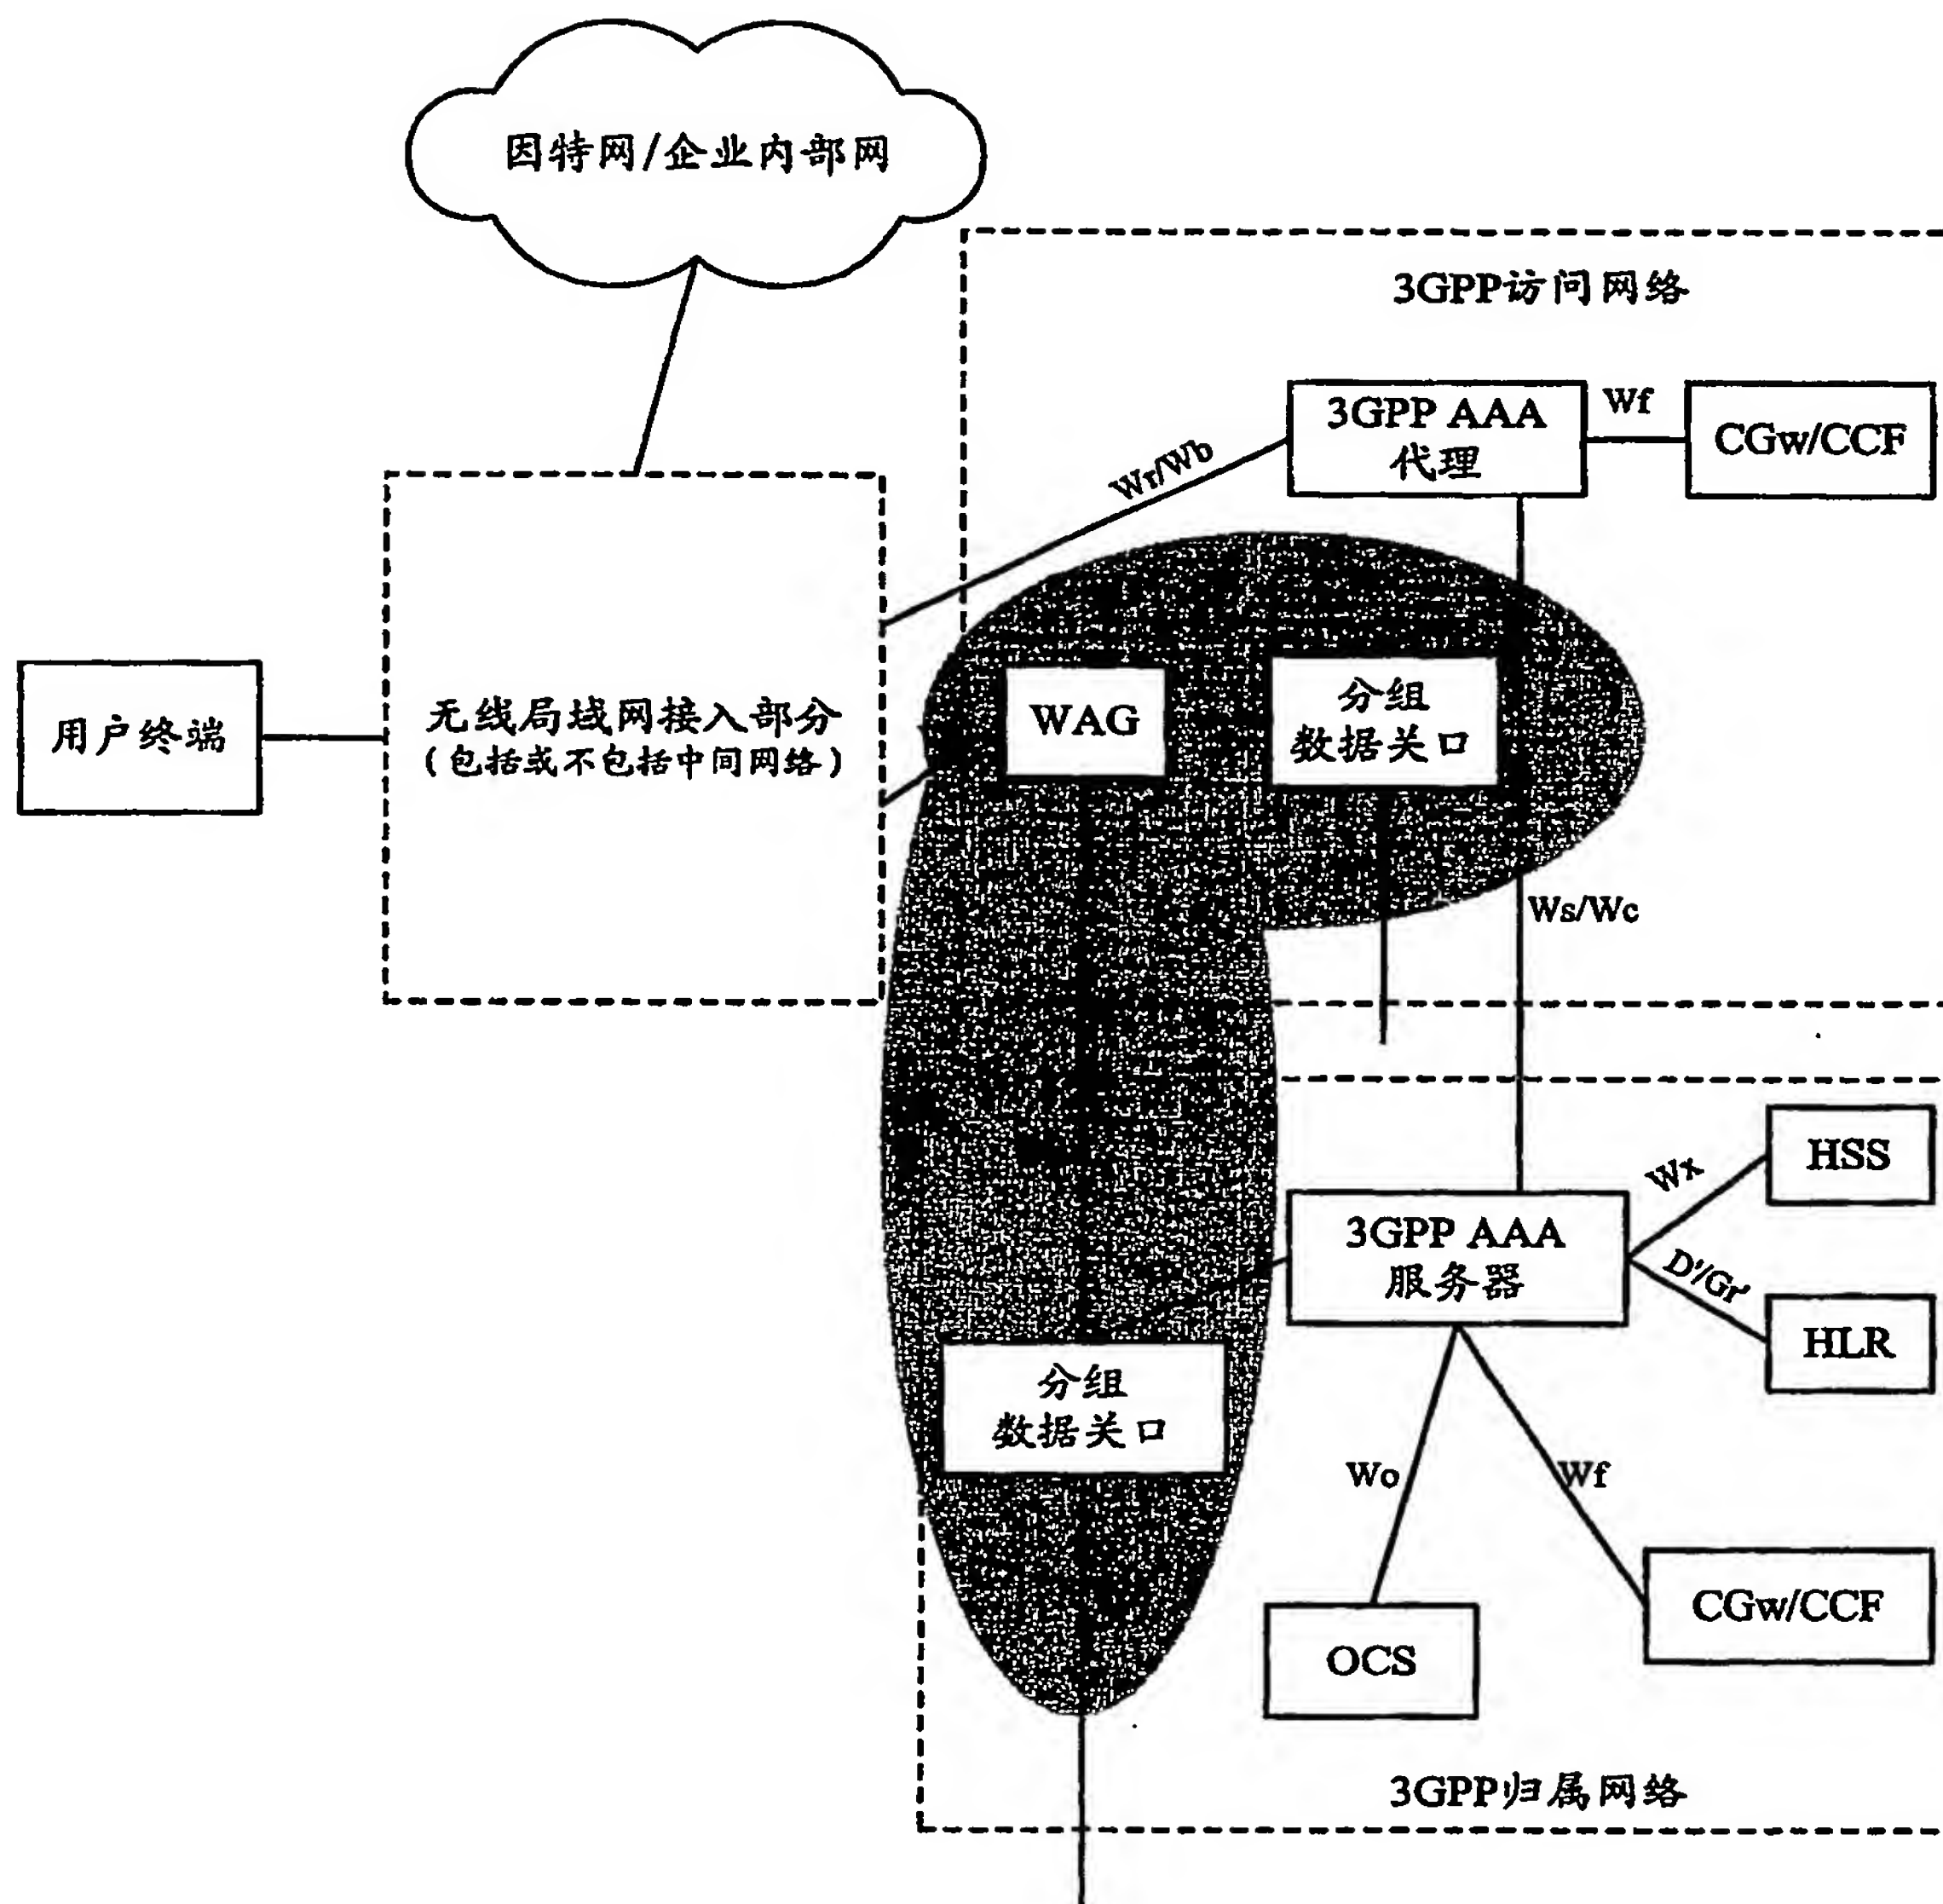 因特网/企业内部网
3GPP访问网络
3GPP AAA
代理
Wf
CGw/CCF
Wr/Wb
用户终端
无线局域网接入部分
(包括或不包括中间网络)
WAG
分组
数据关口
Ws/Wc
3GPP AAA
服务器
Wx
HSS
D'/Gr'
HLR
分组
数据关口
Wo
Wf
OCS
CGw/CCF
3GPP归属网络